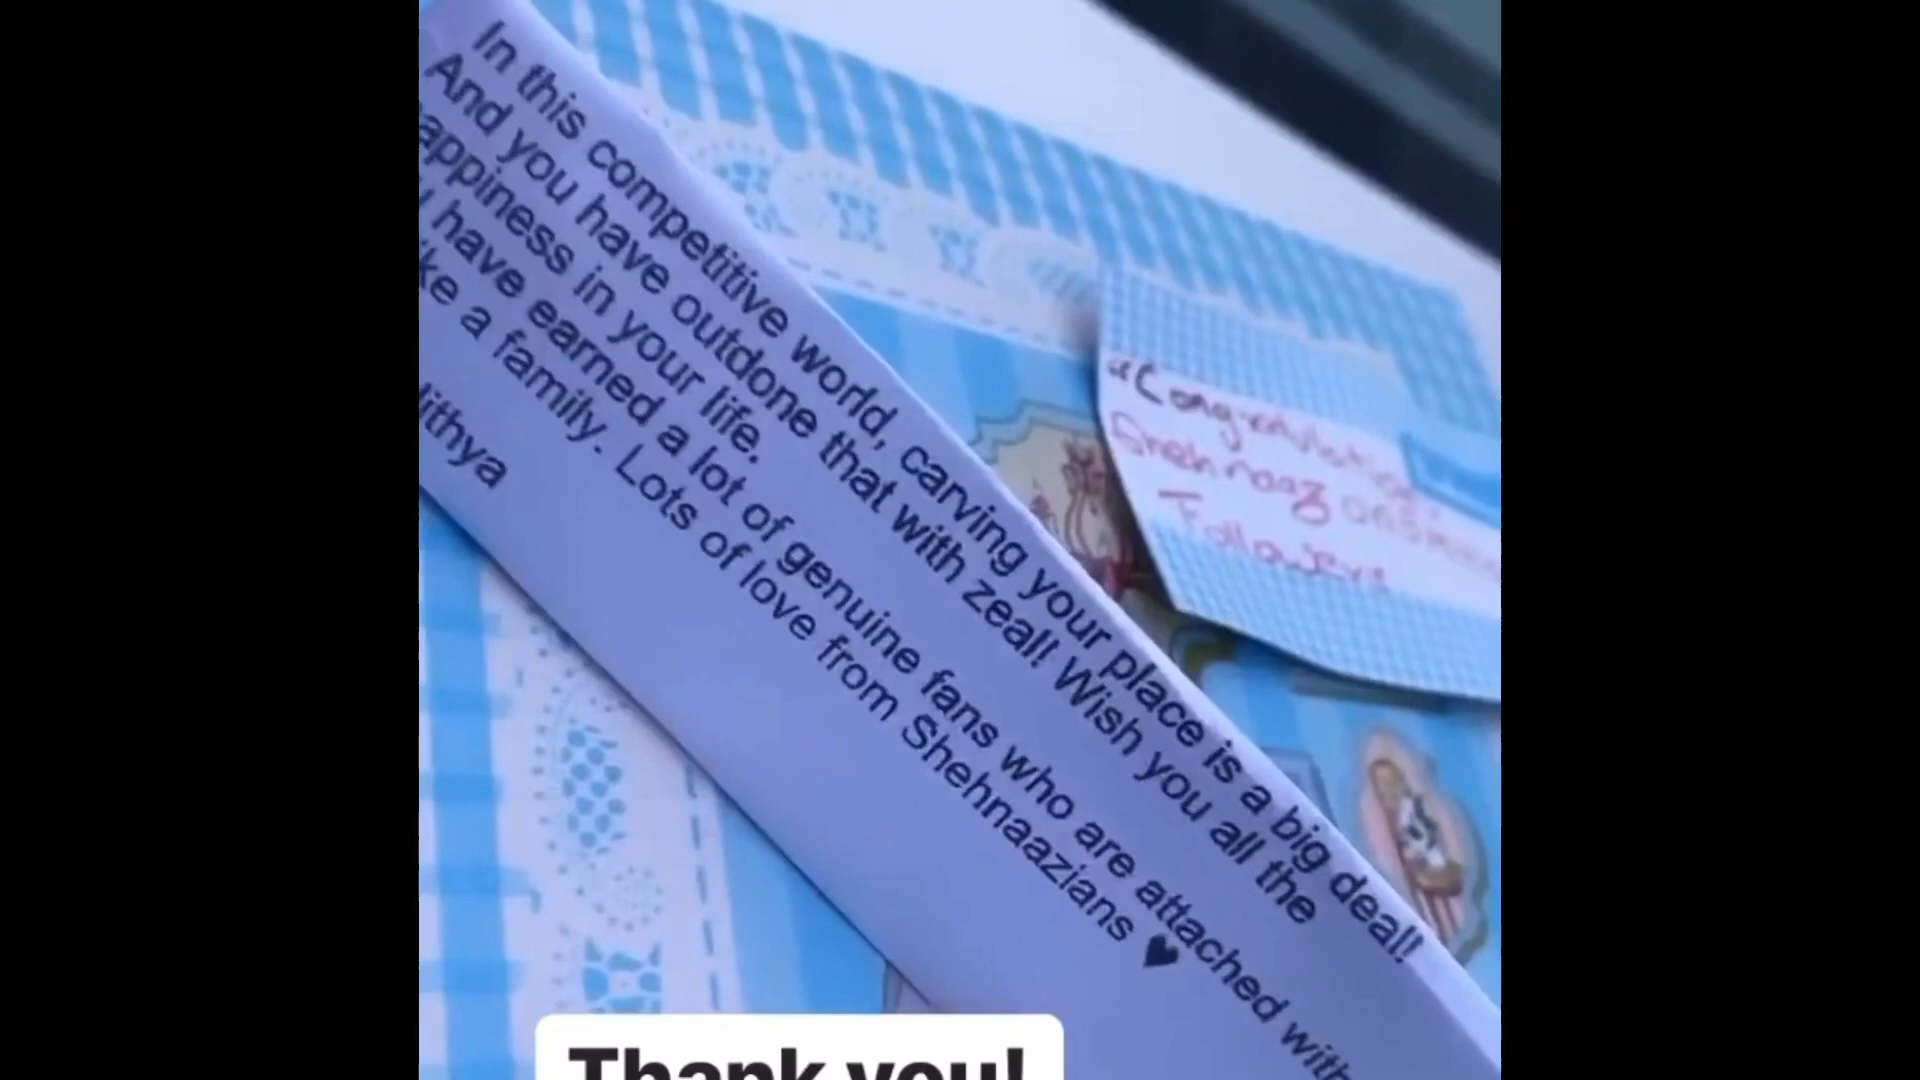 In this competitive world, carving your place is a big deal!
And you have outdone that with zeal! Wish you all the
appiness in your life.
have earned a lot of genuine fans who are attached with
ke a family. Lots of love from Shehnaazians ♥
ithya
"Congratulations
Shehnaaz on
Followers
Thank you!